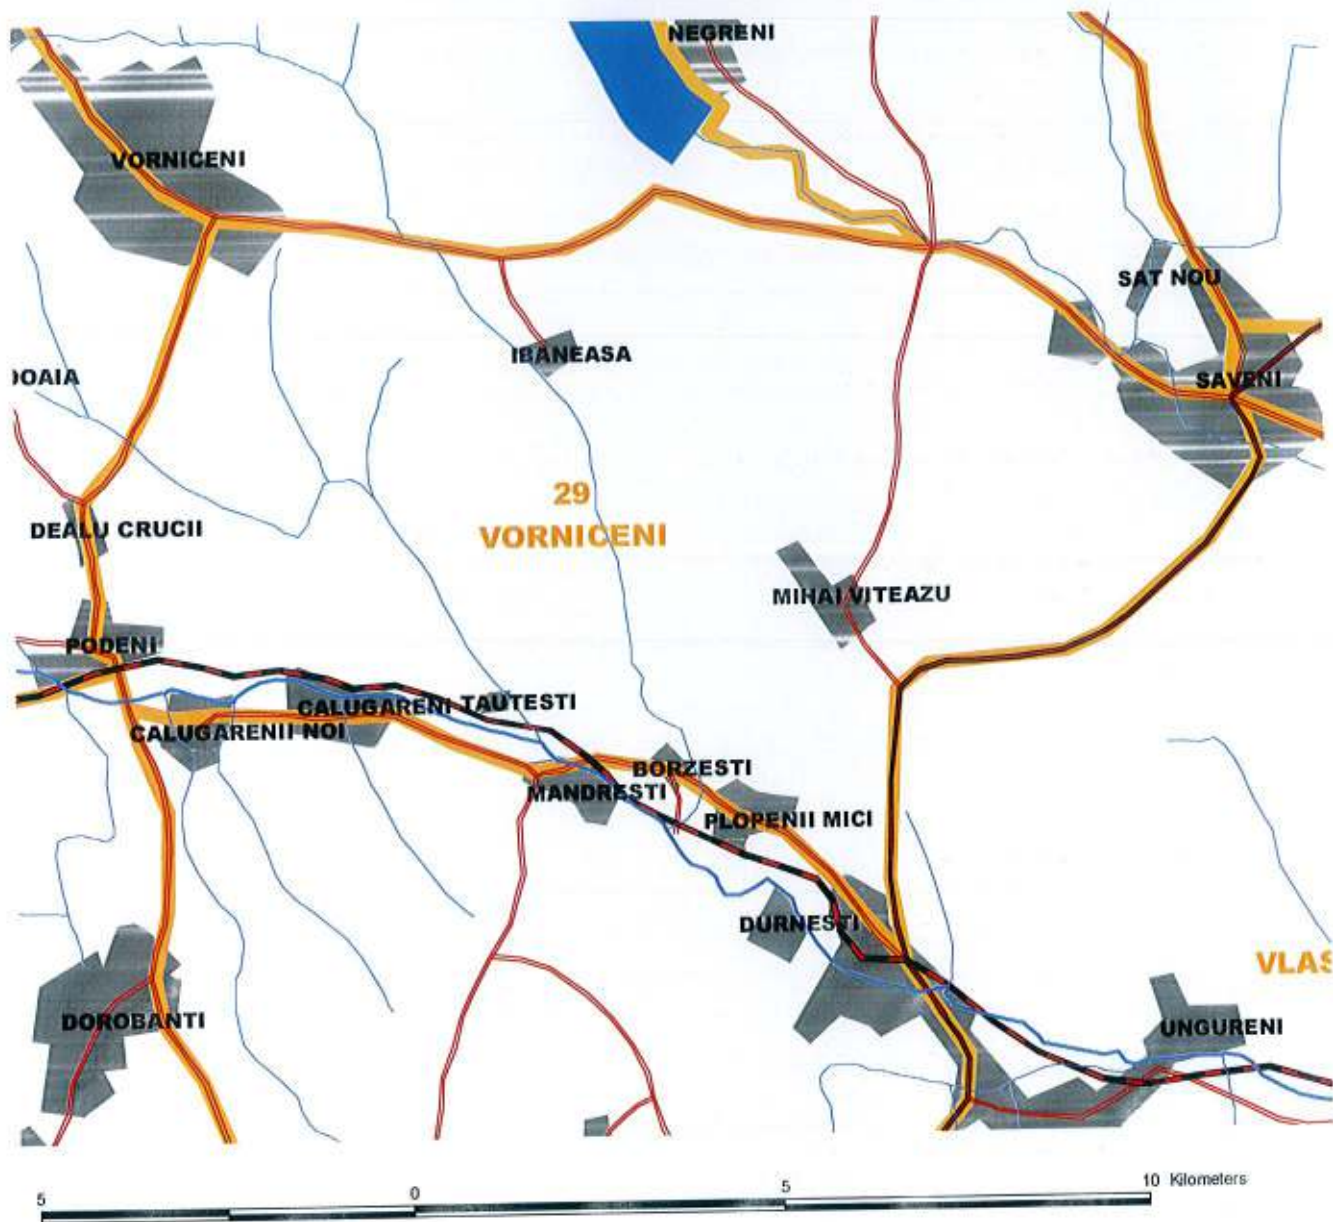 NEGRENI
VORNICENI
SAT NOU
IBANEASA
SAVENI
29
VORNICENI
DEALU CRUCII
MIHAI VITEAZU
PODENI
CALUGARENI TAUTESTI
CALUGARENII NOI
BORZESTI
MANDRESTI
PLOPENII MICI
DURNESTI
VLAS
DOROBANTI
UNGURENI
5 0 5 10 Kilometers